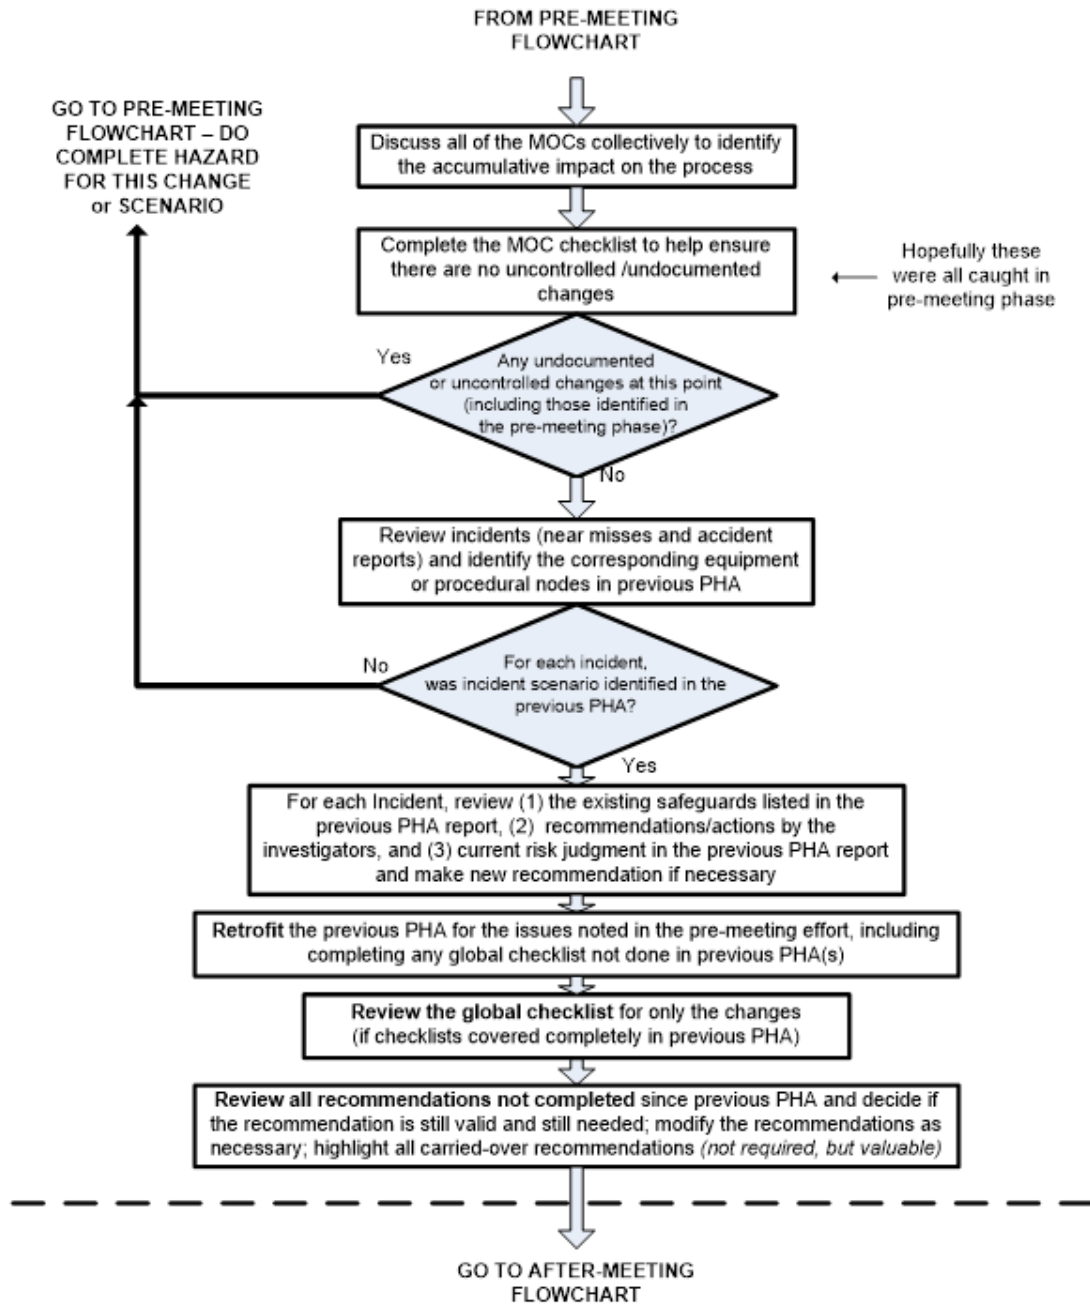 FROM PRE-MEETING
FLOWCHART
GO TO PRE-MEETING
FLOWCHART – DO
COMPLETE HAZARD
FOR THIS CHANGE
or SCENARIO
Discuss all of the MOCs collectively to identify
the accumulative impact on the process
Complete the MOC checklist to help ensure
there are no uncontrolled /undocumented
changes
Hopefully these
were all caught in
pre-meeting phase
Yes
Any undocumented
or uncontrolled changes at this point
(including those identified in
the pre-meeting phase)?
No
Review incidents (near misses and accident
reports) and identify the corresponding equipment
or procedural nodes in previous PHA
No
For each incident,
was incident scenario identified in the
previous PHA?
Yes
For each Incident, review (1) the existing safeguards listed in the
previous PHA report, (2) recommendations/actions by the
investigators, and (3) current risk judgment in the previous PHA report
and make new recommendation if necessary
Retrofit the previous PHA for the issues noted in the pre-meeting effort, including
completing any global checklist not done in previous PHA(s)
Review the global checklist for only the changes
(if checklists covered completely in previous PHA)
Review all recommendations not completed since previous PHA and decide if
the recommendation is still valid and still needed; modify the recommendations as
necessary; highlight all carried-over recommendations (not required, but valuable)
GO TO AFTER-MEETING
FLOWCHART